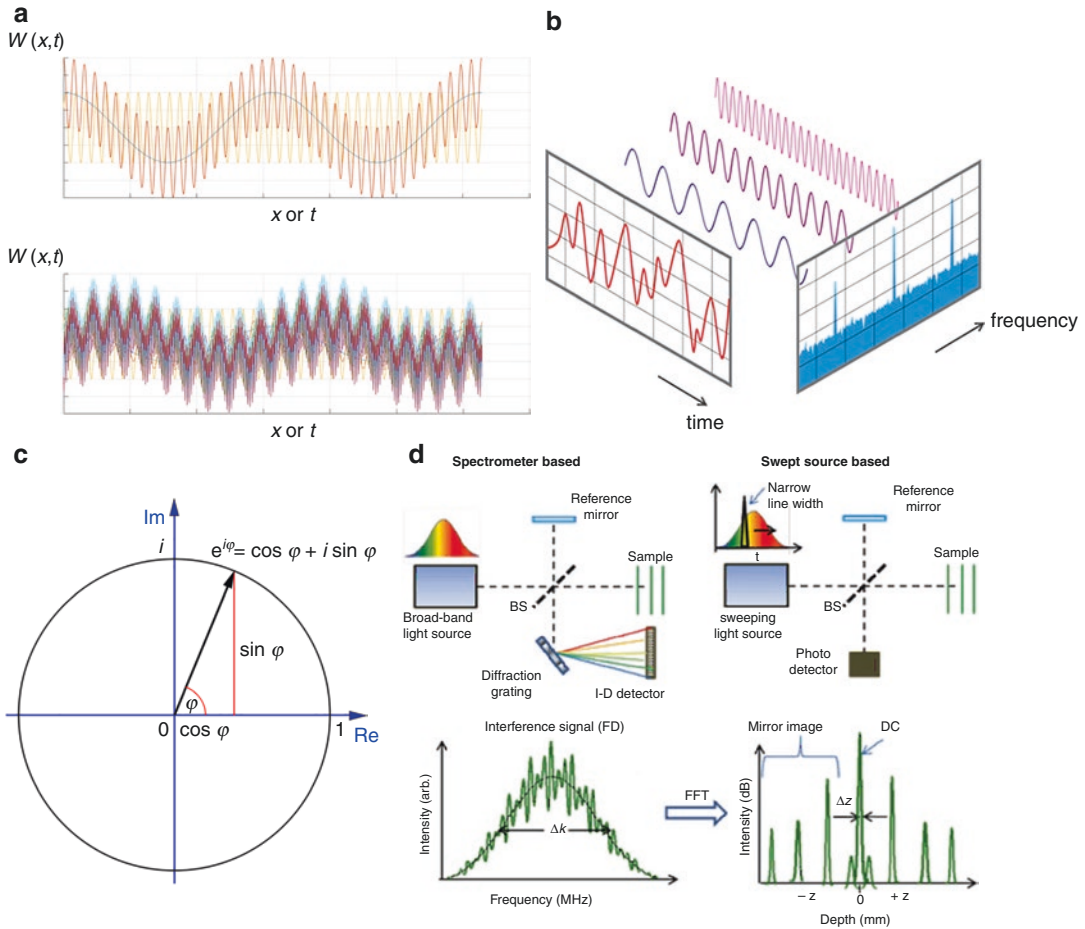 a
W (x,t)
x or t
W (x,t)
x or t
b
time
frequency
c
Im
i
e^{iφ} = cos φ + i sin φ
sin φ
φ
0
cos φ
1
Re
d
Spectrometer based
Reference
mirror
Sample
BS
Broad-band
light source
Diffraction
grating
I-D detector
Swept source based
Narrow
line width
t
Reference
mirror
Sample
BS
sweeping
light source
Photo
detector
Interference signal (FD)
Intensity (arb.)
Δk
Frequency (MHz)
FFT
Mirror image
DC
Δz
Intensity (dB)
– z
0
+ z
Depth (mm)